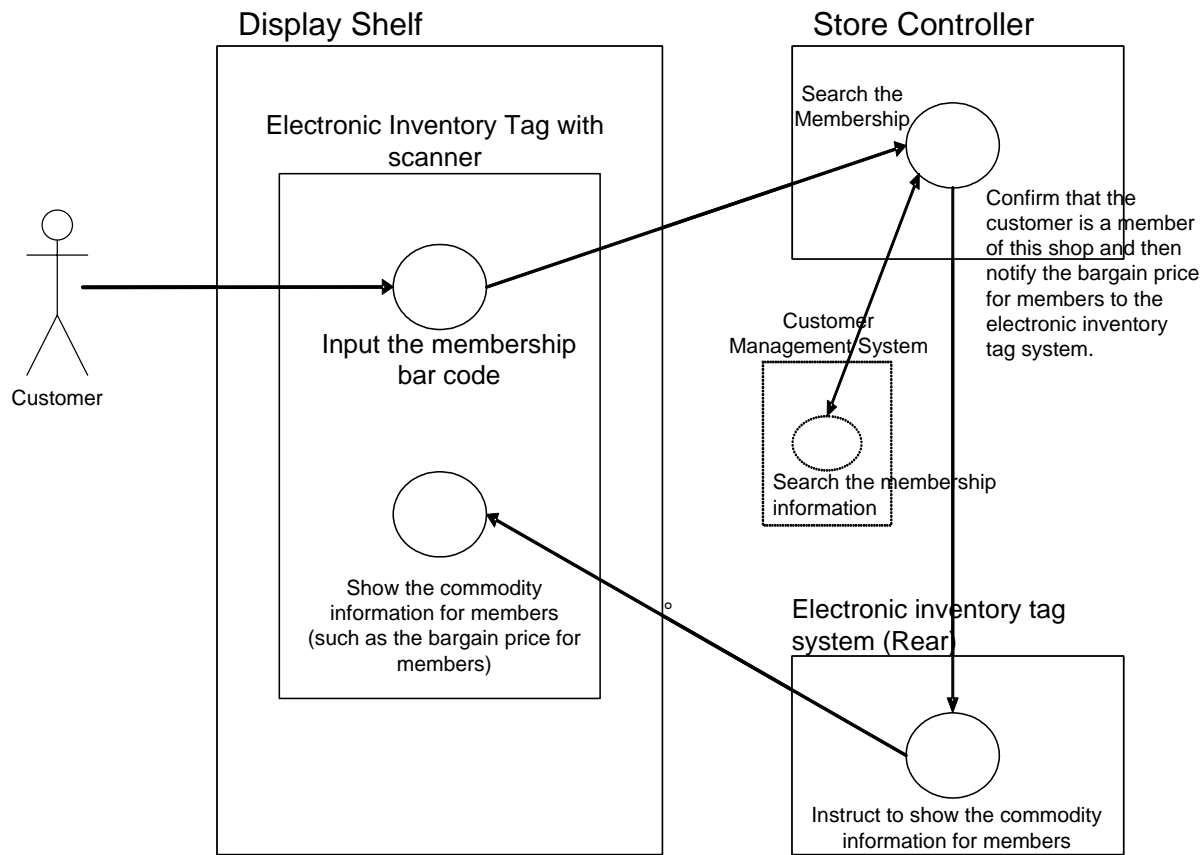 Display Shelf
Store Controller
Electronic Inventory Tag with
scanner
Search the
Membership
Confirm that the
customer is a member
of this shop and then
notify the bargain price
for members to the
electronic inventory
tag system.
Input the membership
bar code
Customer
Customer
Management System
Search the membership
information
Show the commodity
information for members
(such as the bargain price for
members)
Electronic inventory tag
system (Rear)
Instruct to show the commodity
information for members